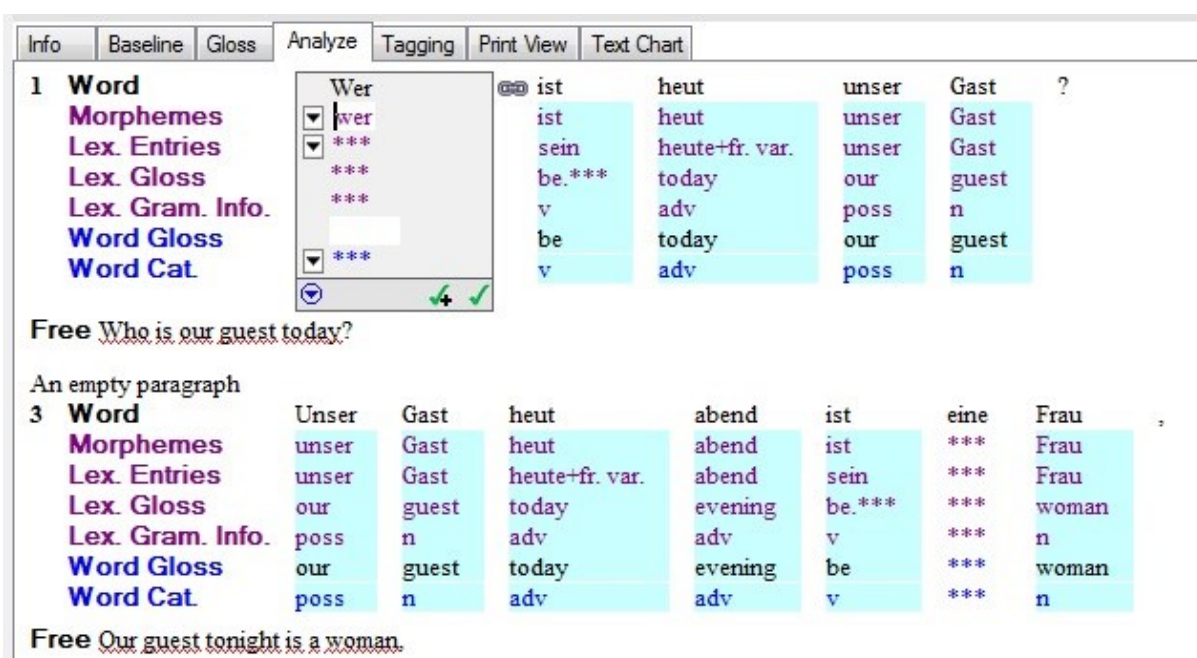 Info Baseline Gloss Analyze Tagging Print View Text Chart
1 Word Wer ist heut unser Gast ?
Morphemes wer ist heut unser Gast
Lex. Entries *** sein heute+fr. var. unser Gast
Lex. Gloss *** be.*** today our guest
Lex. Gram. Info. *** v adv poss n
Word Gloss be today our guest
Word Cat. *** v adv poss n
Free Who is our guest today?
An empty paragraph
3 Word Unser Gast heut abend ist eine Frau ,
Morphemes unser Gast heut abend ist *** Frau
Lex. Entries unser Gast heute+fr. var. abend sein *** Frau
Lex. Gloss our guest today evening be.*** *** woman
Lex. Gram. Info. poss n adv adv v *** n
Word Gloss our guest today evening be *** woman
Word Cat. poss n adv adv v *** n
Free Our guest tonight is a woman,